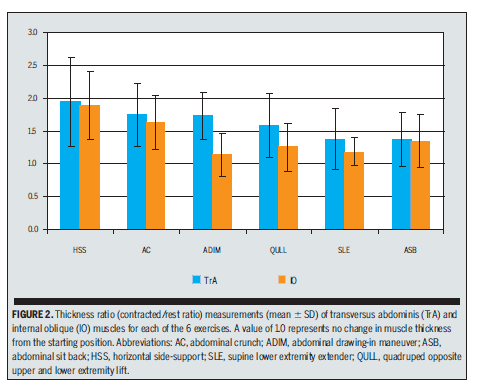 3.0
2.5
2.0
1.5
1.0
0.5
0.0
HSS AC ADIM QULL SLE ASB
TrA IO
FIGURE 2. Thickness ratio (contracted/rest ratio) measurements (mean ± SD) of transversus abdominis (TrA) and
internal oblique (IO) muscles for each of the 6 exercises. A value of 1.0 represents no change in muscle thickness
from the starting position. Abbreviations: AC, abdominal crunch; ADIM, abdominal drawing-in maneuver; ASB,
abdominal sit back; HSS, horizontal side-support; SLE, supine lower extremity extender; QULL, quadruped opposite
upper and lower extremity lift.